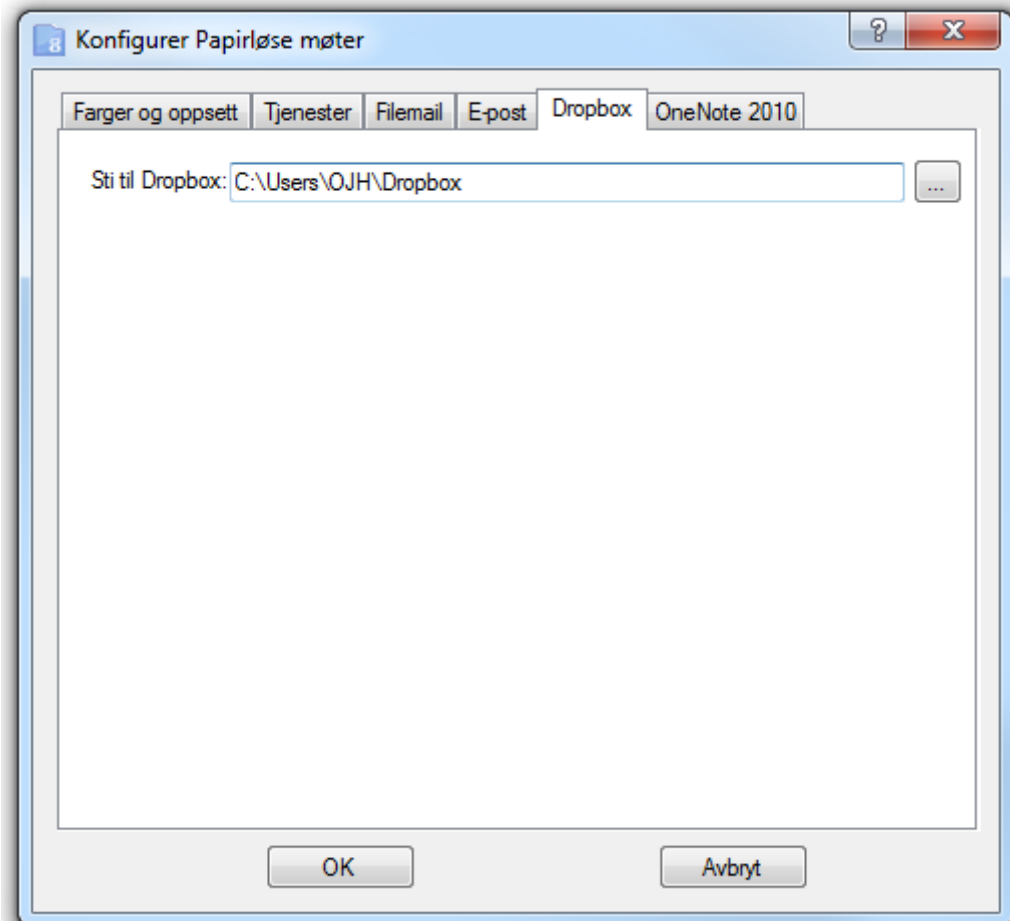 8 Konfigurer Papirløse møter ? X
Farger og oppsett Tjenester Filemail E-post Dropbox OneNote 2010
Sti til Dropbox: C:\Users\OJH\Dropbox ...
OK Avbryt